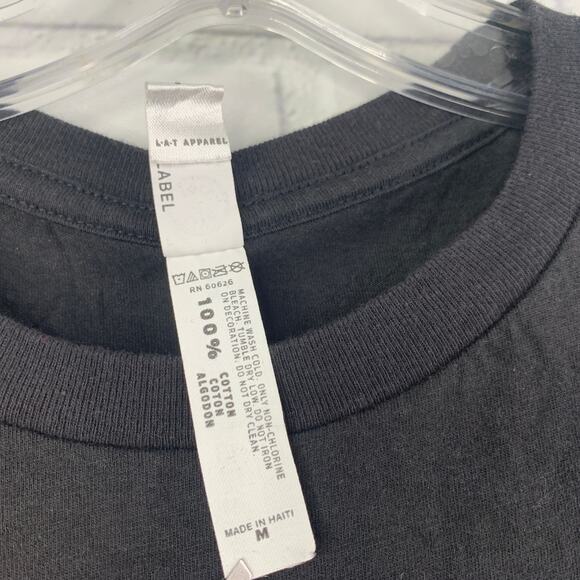 L·A·T APPAREL
LABEL
RN 60626
100% COTTON
COTON
ALGODON
MACHINE WASH COLD. ONLY NON-CHLORINE
BLEACH. TUMBLE DRY LOW. DO NOT IRON
ON DECORATION. DO NOT DRY CLEAN.
MADE IN HAITI
M